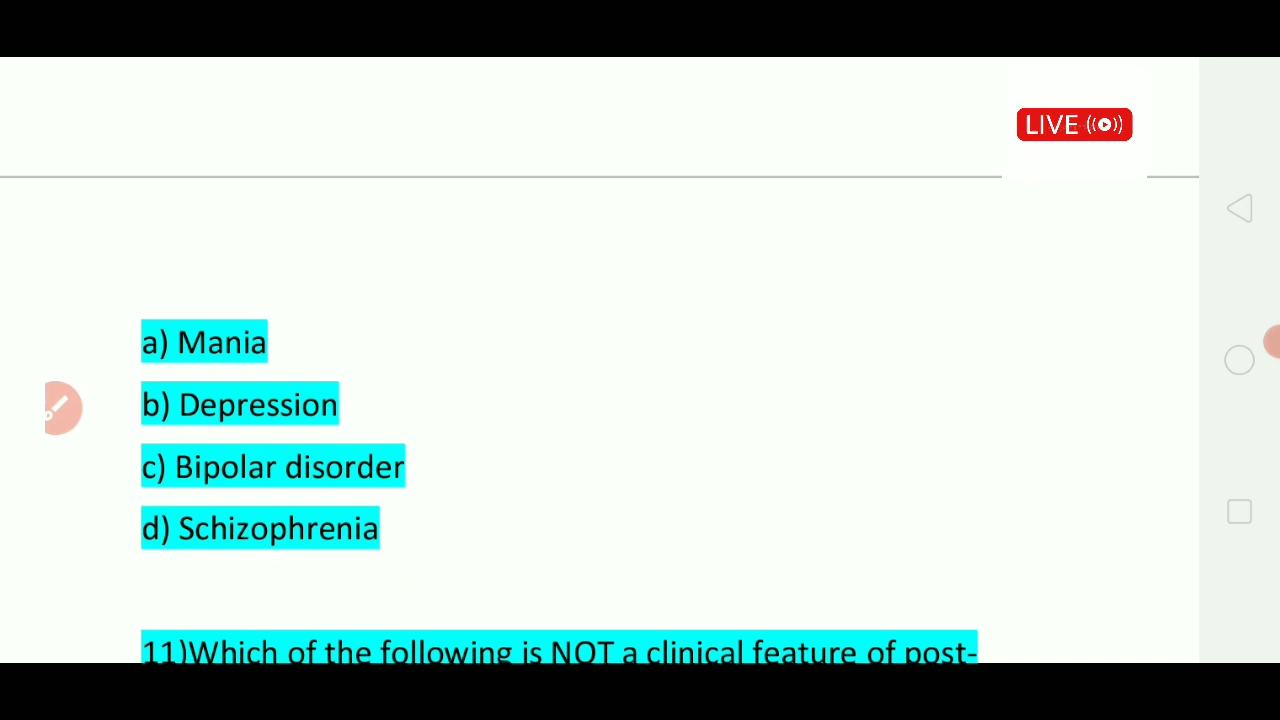 LIVE
a) Mania
b) Depression
c) Bipolar disorder
d) Schizophrenia
11)Which of the following is NOT a clinical feature of post-